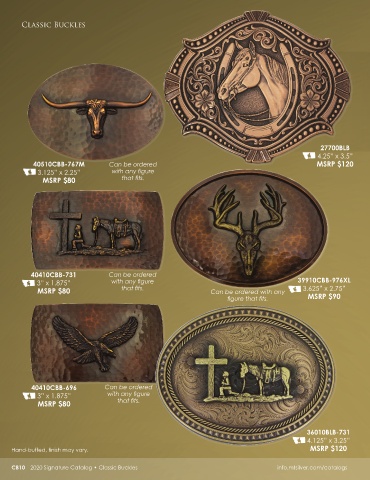 Classic Buckles
27700BLB
4.25" x 3.5"
MSRP $120
40510CBB-767M
3.125" x 2.25"
MSRP $80
Can be ordered
with any figure
that fits.
40410CBB-731
3" x 1.875"
MSRP $80
Can be ordered
with any figure
that fits.
39910CBB-976XL
3.625" x 2.75"
MSRP $90
Can be ordered with any
figure that fits.
40410CBB-696
3" x 1.875"
MSRP $80
Can be ordered
with any figure
that fits.
36010BLB-731
4.125" x 3.25"
MSRP $120
Hand-buffed, finish may vary.
CB10 2020 Signature Catalog • Classic Buckles